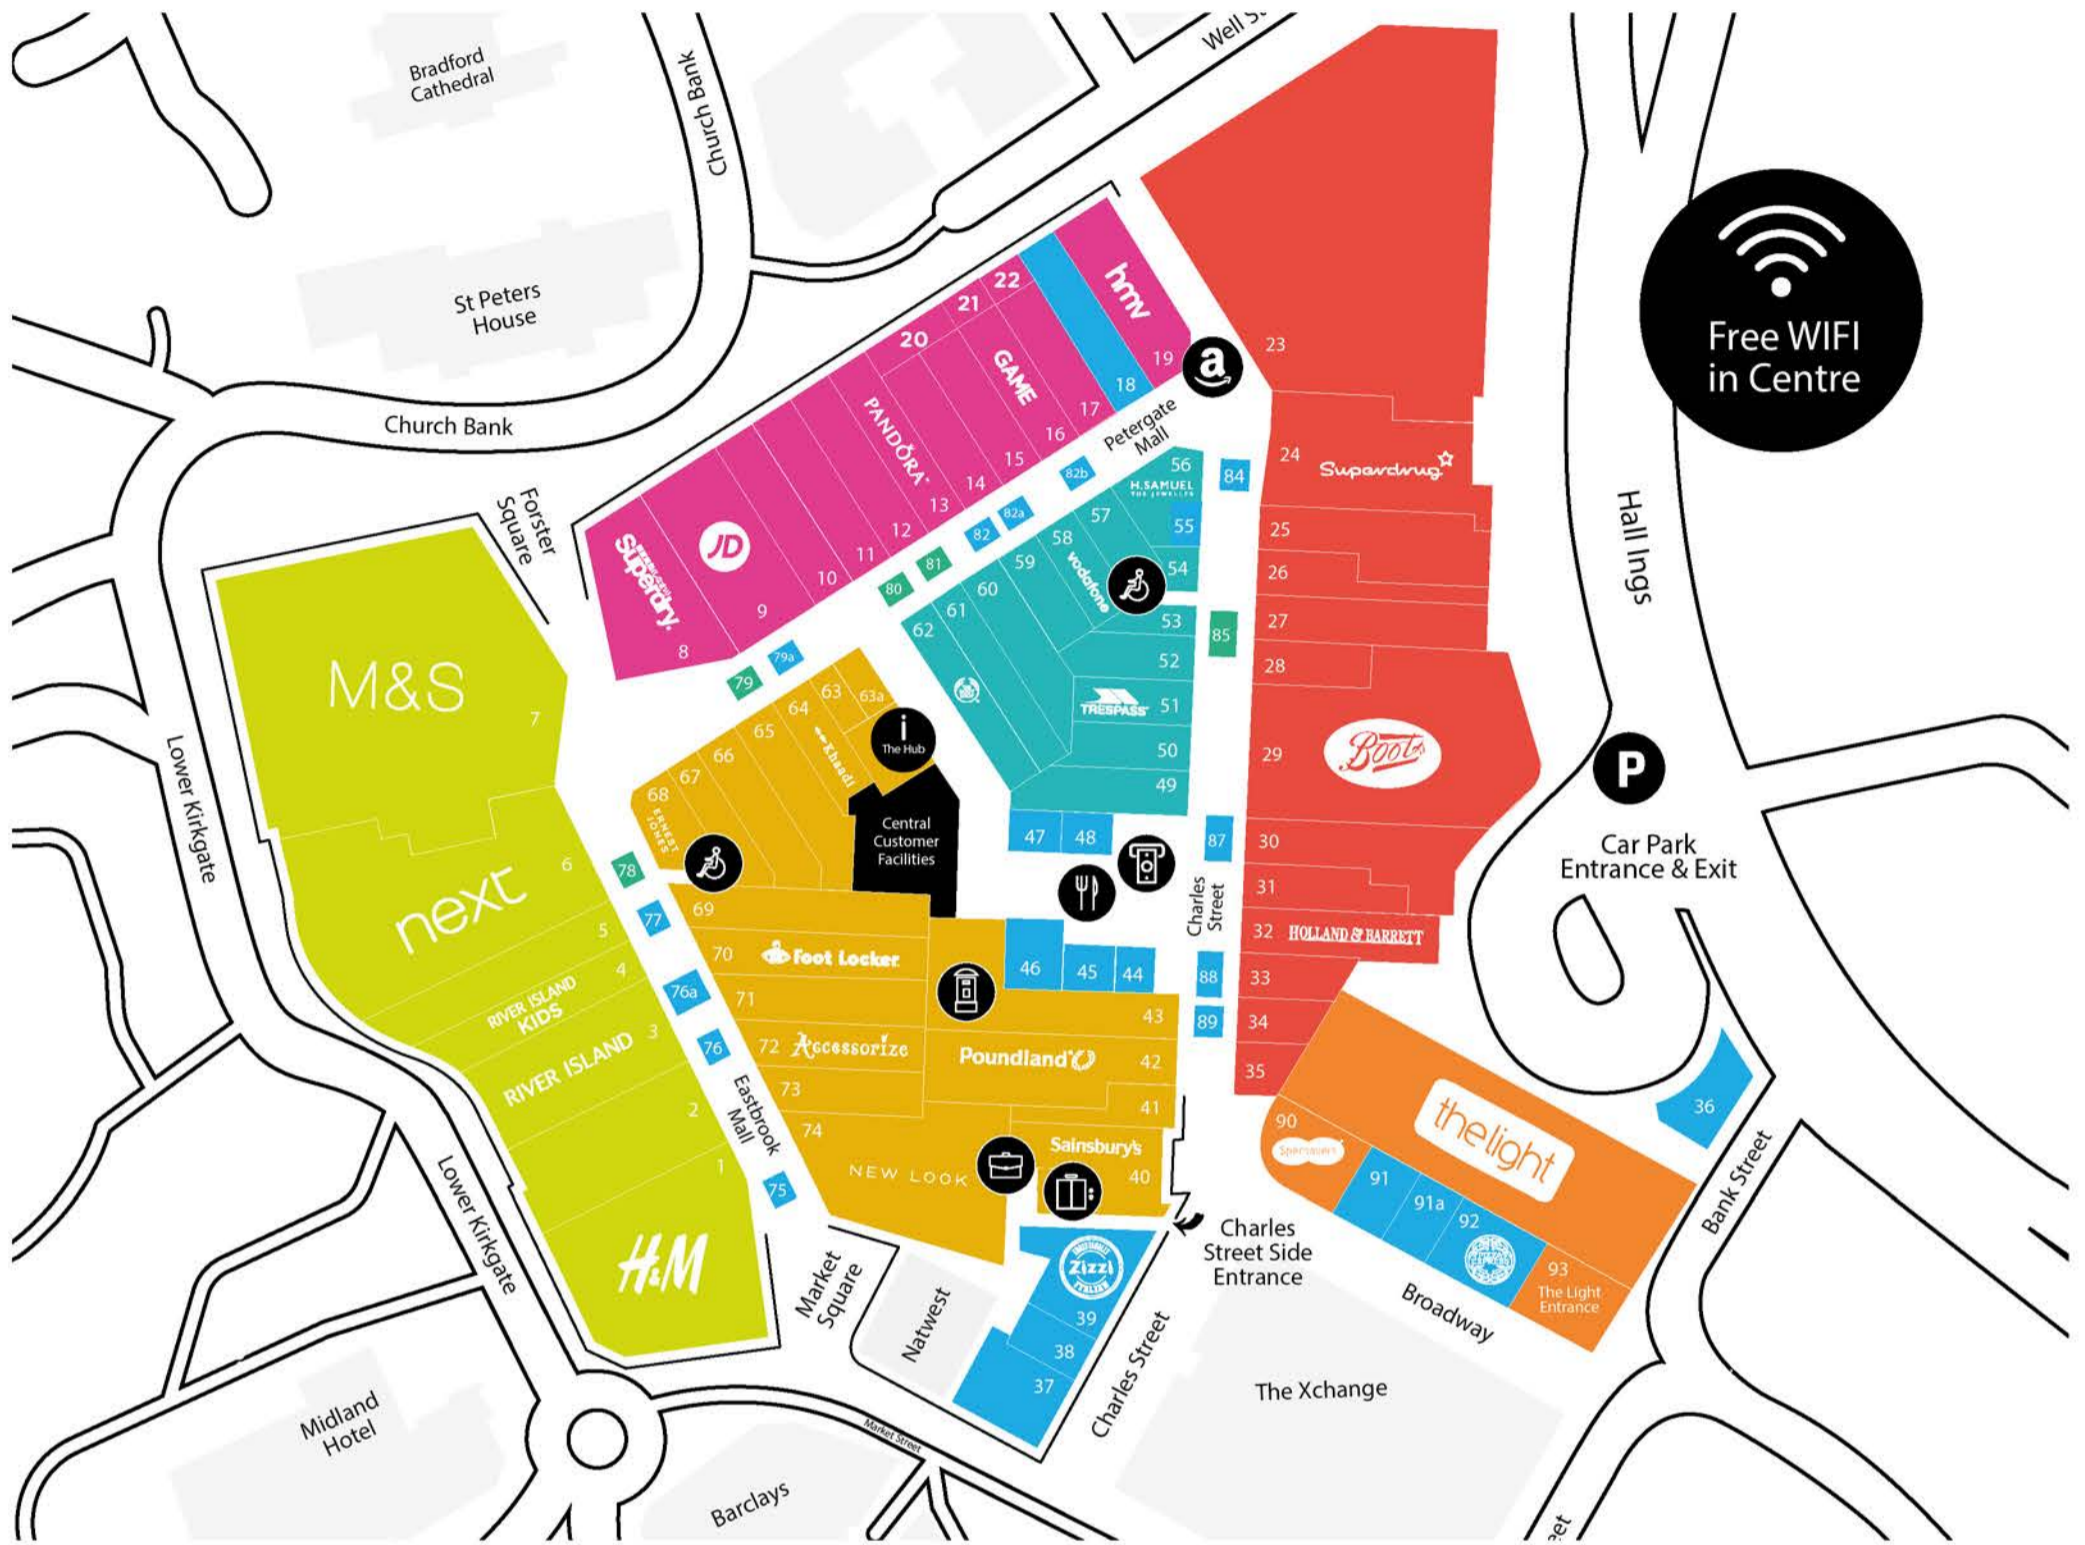 Bradford
Cathedral
Church Bank
Well S
St Peters
House
Church Bank
Forster
Square
Lower Kirkgate
Lower Kirkgate
Hall Ings
Free WIFI
in Centre
P
Car Park
Entrance & Exit
hmv
19
18
22
21
20
GAME
17
16
15
14
PANDÖRA
13
12
11
10
JD
9
Superdry.
8
a
Petergate
Mall
82b
82a
82
81
80
79a
79
M&S
7
next
6
5
RIVER ISLAND
KIDS
4
RIVER ISLAND
3
2
1
H&M
78
77
76a
76
Eastbrook
Mall
75
56
H.SAMUEL
THE JEWELLER
55
54
57
58
vodafone
59
60
61
62
53
52
TRESPASS
51
50
49
47
48
84
85
87
88
89
Charles
Street
63
63a
64
Khaadi
65
66
67
68
ERNEST
JONES
i
The Hub
Central
Customer
Facilities
69
70
Foot Locker
71
72
Accessorize
73
74
NEW LOOK
46
45
44
43
Poundland
42
41
Sainsbury's
40
23
24
Superdrug
25
26
27
28
29
Boots
30
31
32
HOLLAND & BARRETT
33
34
35
36
thelight
90
Specsavers
91
91a
92
93
The Light
Entrance
Broadway
Bank Street
Charles
Street Side
Entrance
Zizzi
ITALIAN
39
38
37
Charles Street
Market
Square
Natwest
The Xchange
Market Street
Midland
Hotel
Barclays
eet